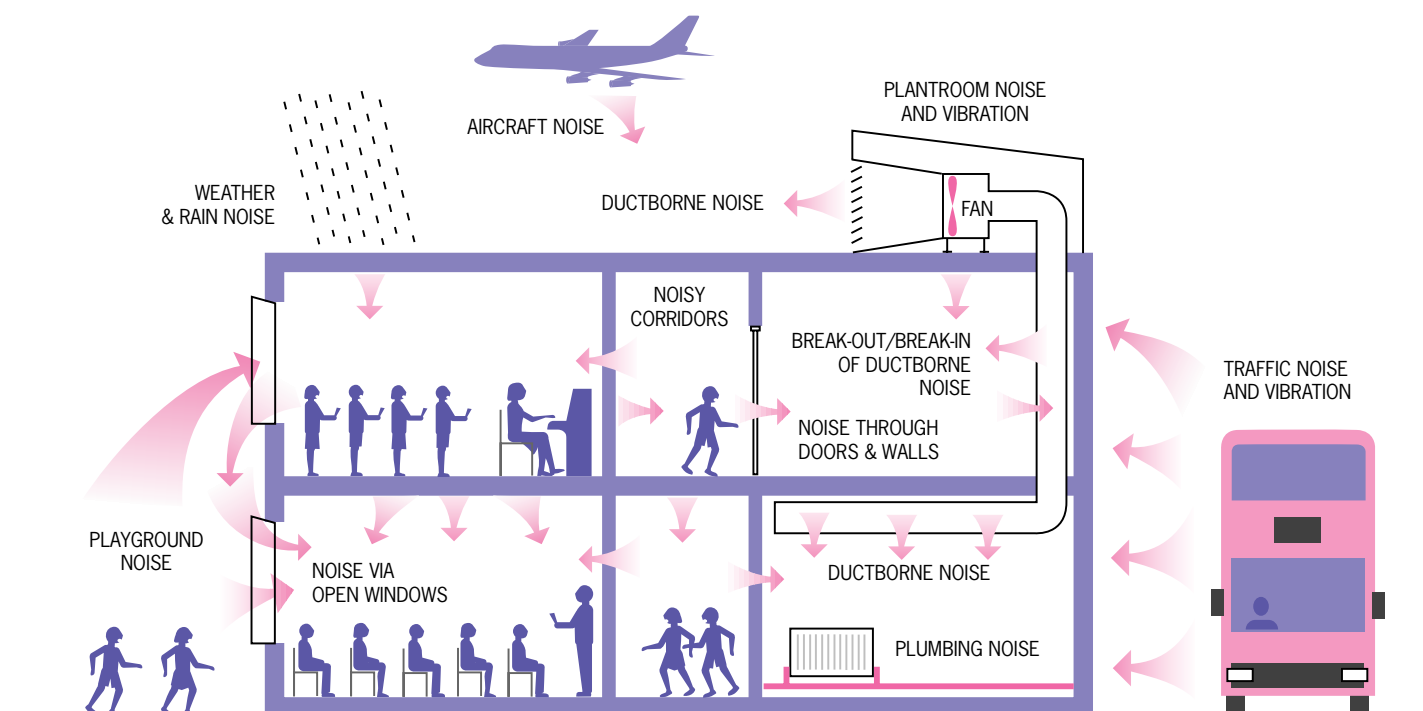 PLANTROOM NOISE
AND VIBRATION
AIRCRAFT NOISE
WEATHER
& RAIN NOISE
DUCTBORNE NOISE
FAN
NOISY
CORRIDORS
BREAK-OUT/BREAK-IN
OF DUCTBORNE
NOISE
TRAFFIC NOISE
AND VIBRATION
NOISE THROUGH
DOORS & WALLS
PLAYGROUND
NOISE
NOISE VIA
OPEN WINDOWS
DUCTBORNE NOISE
PLUMBING NOISE